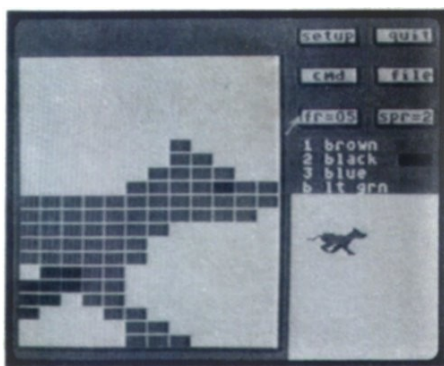 setup quit
cmd file
fr=05 spr=2
1 brown
2 black
3 blue
b lt grn